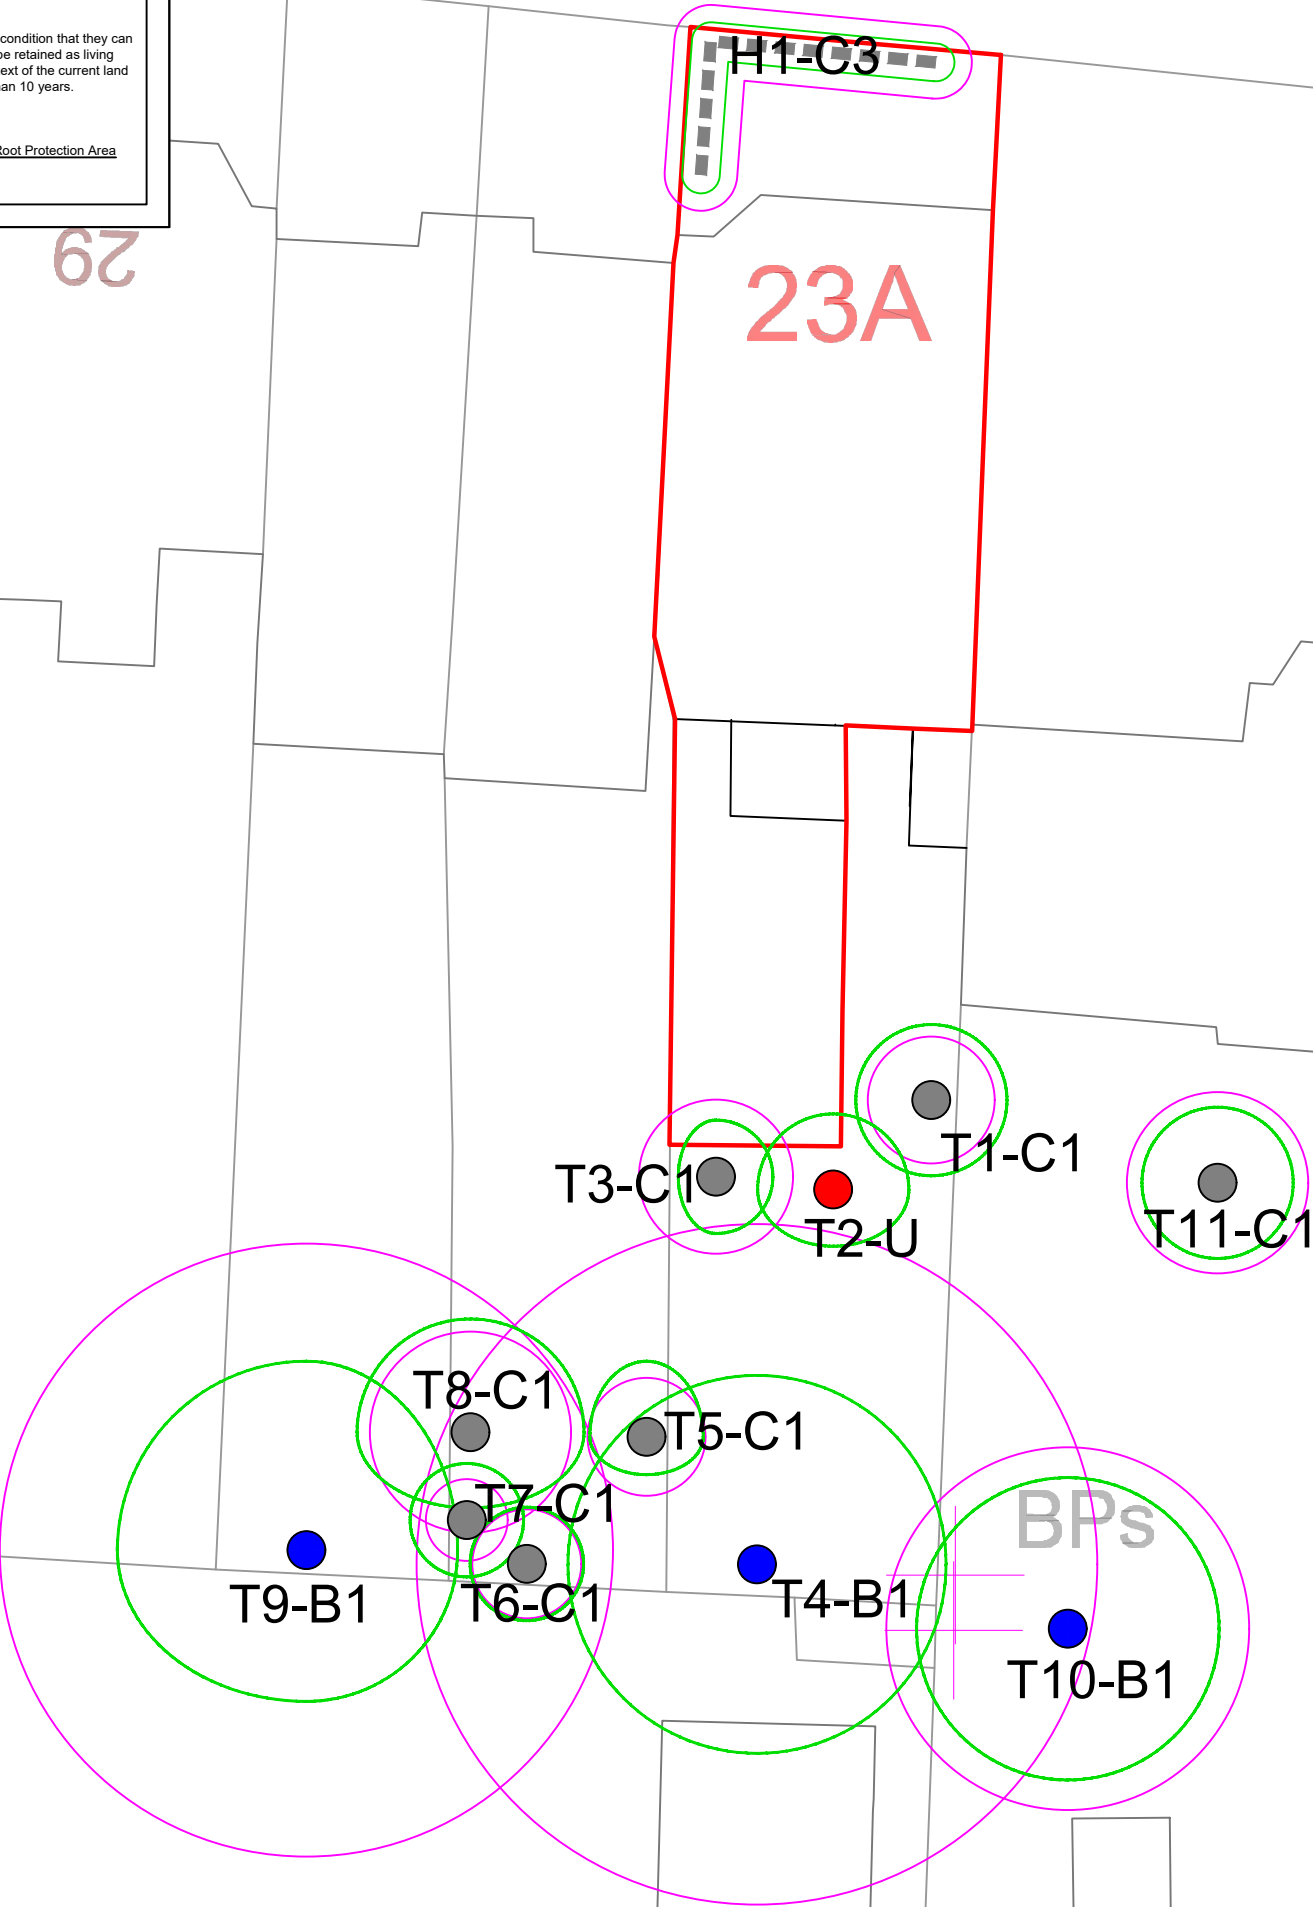 condition that they can
be retained as living
ext of the current land
an 10 years.
Root Protection Area
29
H1-C3
23A
T1-C1
T3-C1
T2-U
T11-C1
T8-C1
T5-C1
T7-C1
BPs
T9-B1
T6-C1
T4-B1
T10-B1